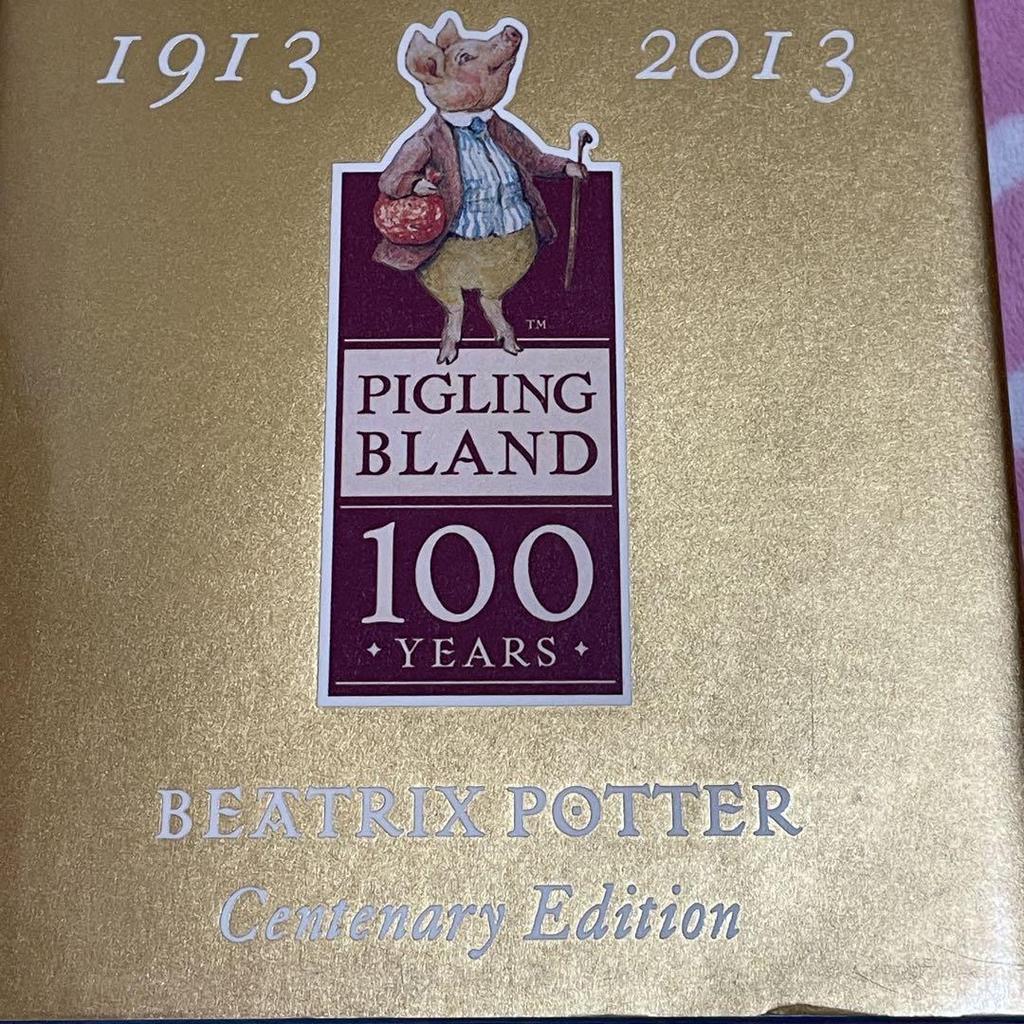 1913 2013
TM
PIGLING
BLAND
100
• YEARS •
BEATRIX POTTER
Centenary Edition